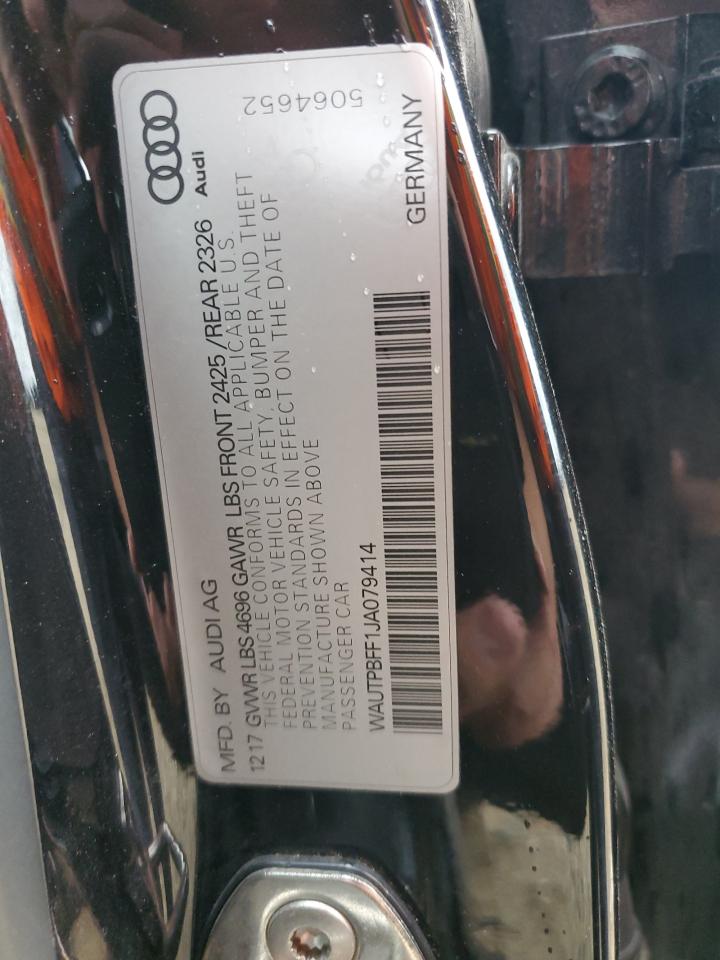 Audi
MFD. BY AUDI AG
12 17 GVWR LBS 4696 GAWR LBS FRONT 2425 /REAR 2326
THIS VEHICLE CONFORMS TO ALL APPLICABLE U.S.
FEDERAL MOTOR VEHICLE SAFETY, BUMPER AND THEFT
PREVENTION STANDARDS IN EFFECT ON THE DATE OF
MANUFACTURE SHOWN ABOVE
PASSENGER CAR
5064652
WAUTPBFF1JA079414
GERMANY